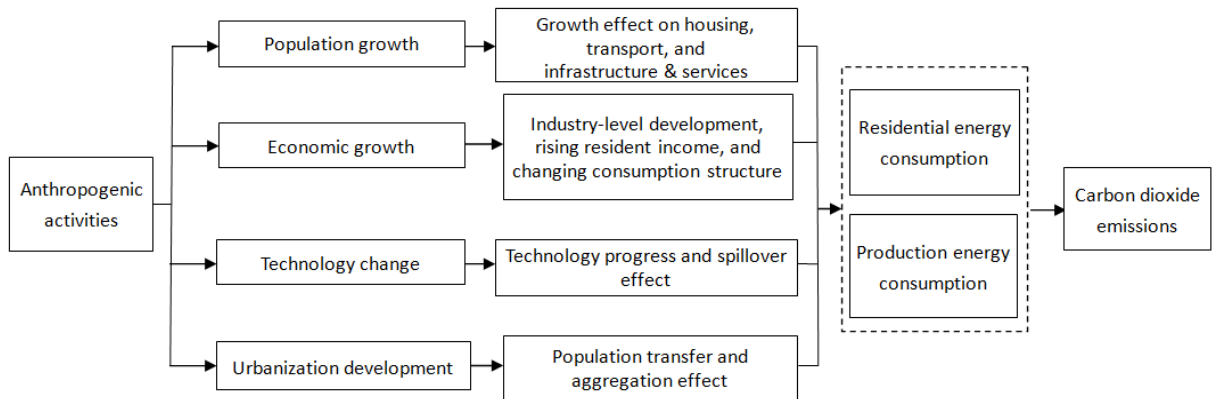 Anthropogenic
activities
Population growth
Economic growth
Technology change
Urbanization development
Growth effect on housing,
transport, and
infrastructure & services
Industry-level development,
rising resident income, and
changing consumption structure
Technology progress and spillover
effect
Population transfer and
aggregation effect
Residential energy
consumption
Production energy
consumption
Carbon dioxide
emissions